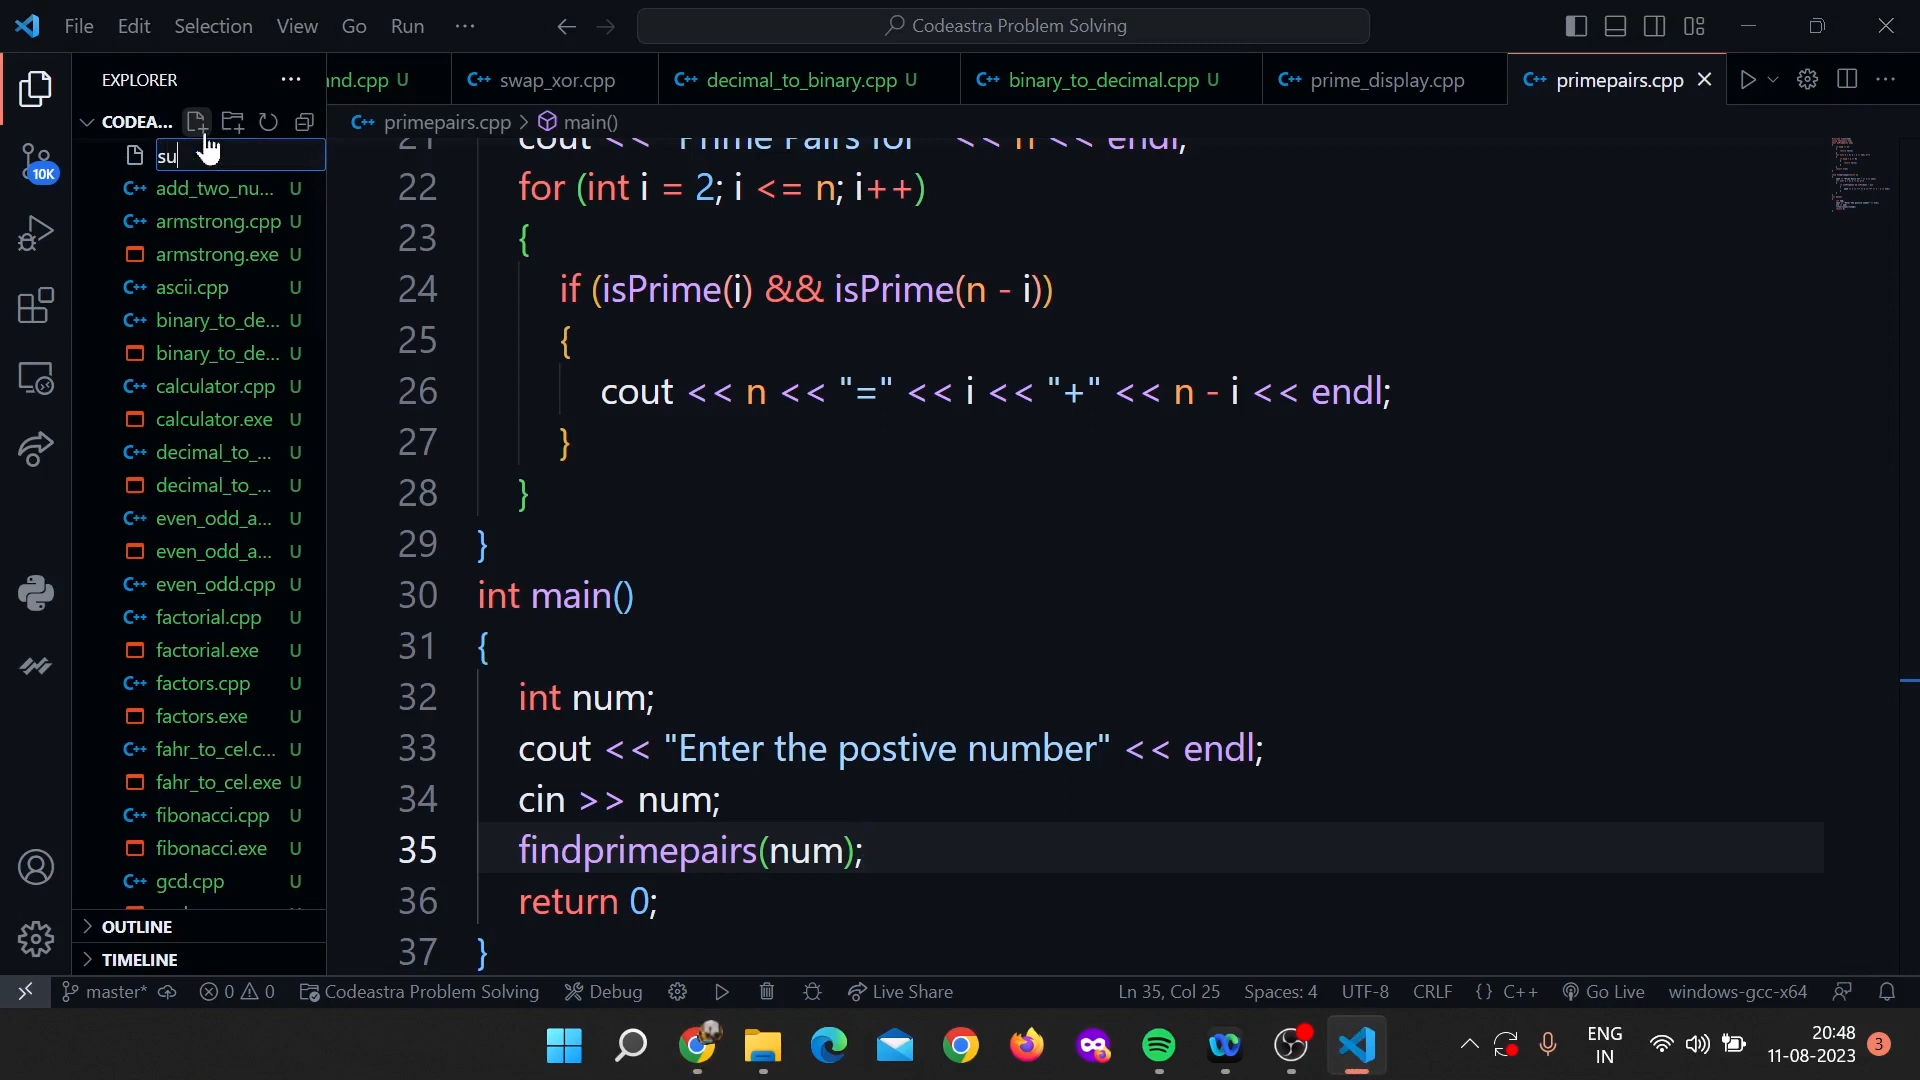 File Edit Selection View Go Run ··· Codeastra Problem Solving
EXPLORER
nd.cpp U swap_xor.cpp decimal_to_binary.cpp U binary_to_decimal.cpp U prime_display.cpp primepairs.cpp
CODEA...
primepairs.cpp > main()
su
add_two_nu... U
armstrong.cpp U
armstrong.exe U
ascii.cpp U
binary_to_de... U
binary_to_de... U
calculator.cpp U
calculator.exe U
decimal_to_... U
decimal_to_... U
even_odd_a... U
even_odd_a... U
even_odd.cpp U
factorial.cpp U
factorial.exe U
factors.cpp U
factors.exe U
fahr_to_cel.c... U
fahr_to_cel.exe U
fibonacci.cpp U
fibonacci.exe U
gcd.cpp U
OUTLINE
TIMELINE
10K
21 cout << "Prime Pairs for " << n << endl;
22 for (int i = 2; i <= n; i++)
23 {
24 if (isPrime(i) && isPrime(n - i))
25 {
26 cout << n << "=" << i << "+" << n - i << endl;
27 }
28 }
29 }
30 int main()
31 {
32 int num;
33 cout << "Enter the postive number" << endl;
34 cin >> num;
35 findprimepairs(num);
36 return 0;
37 }
master* 0 0 Codeastra Problem Solving Debug Live Share Ln 35, Col 25 Spaces: 4 UTF-8 CRLF {} C++ Go Live windows-gcc-x64
ENG
IN
20:48
11-08-2023
3